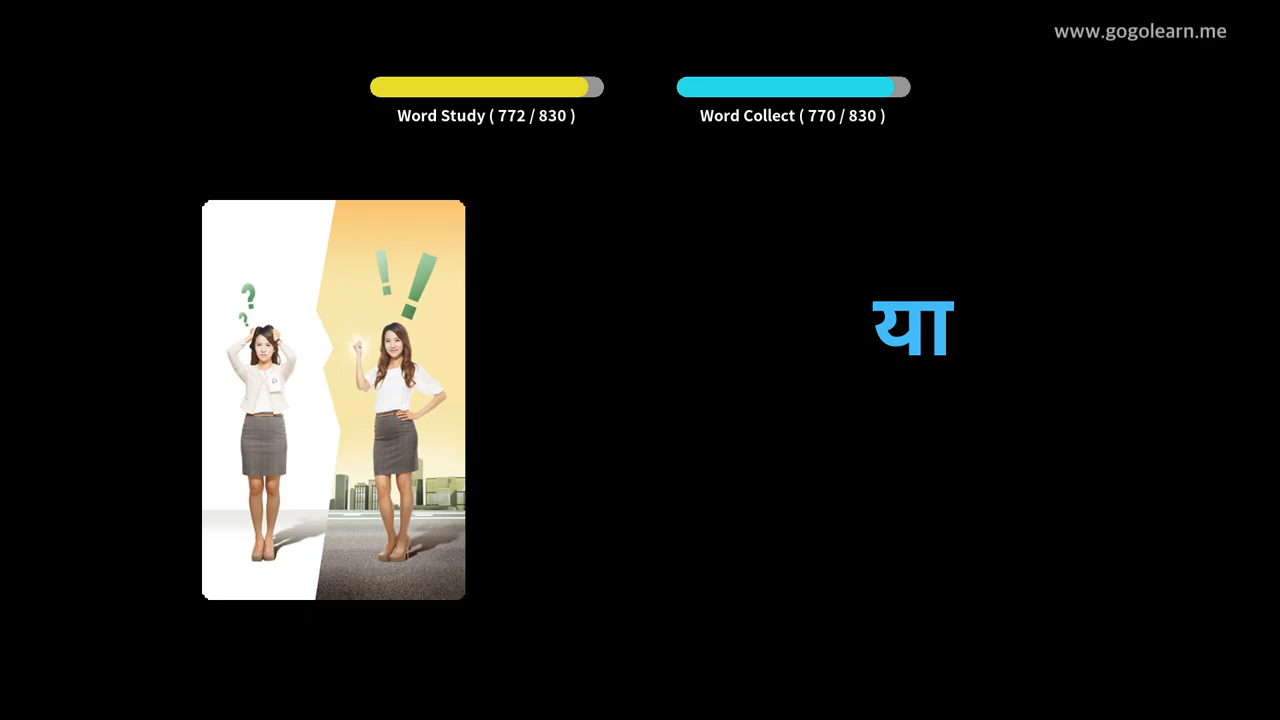 www.gogolearn.me
Word Study ( 772 / 830 )
Word Collect ( 770 / 830 )
? !!
?
या